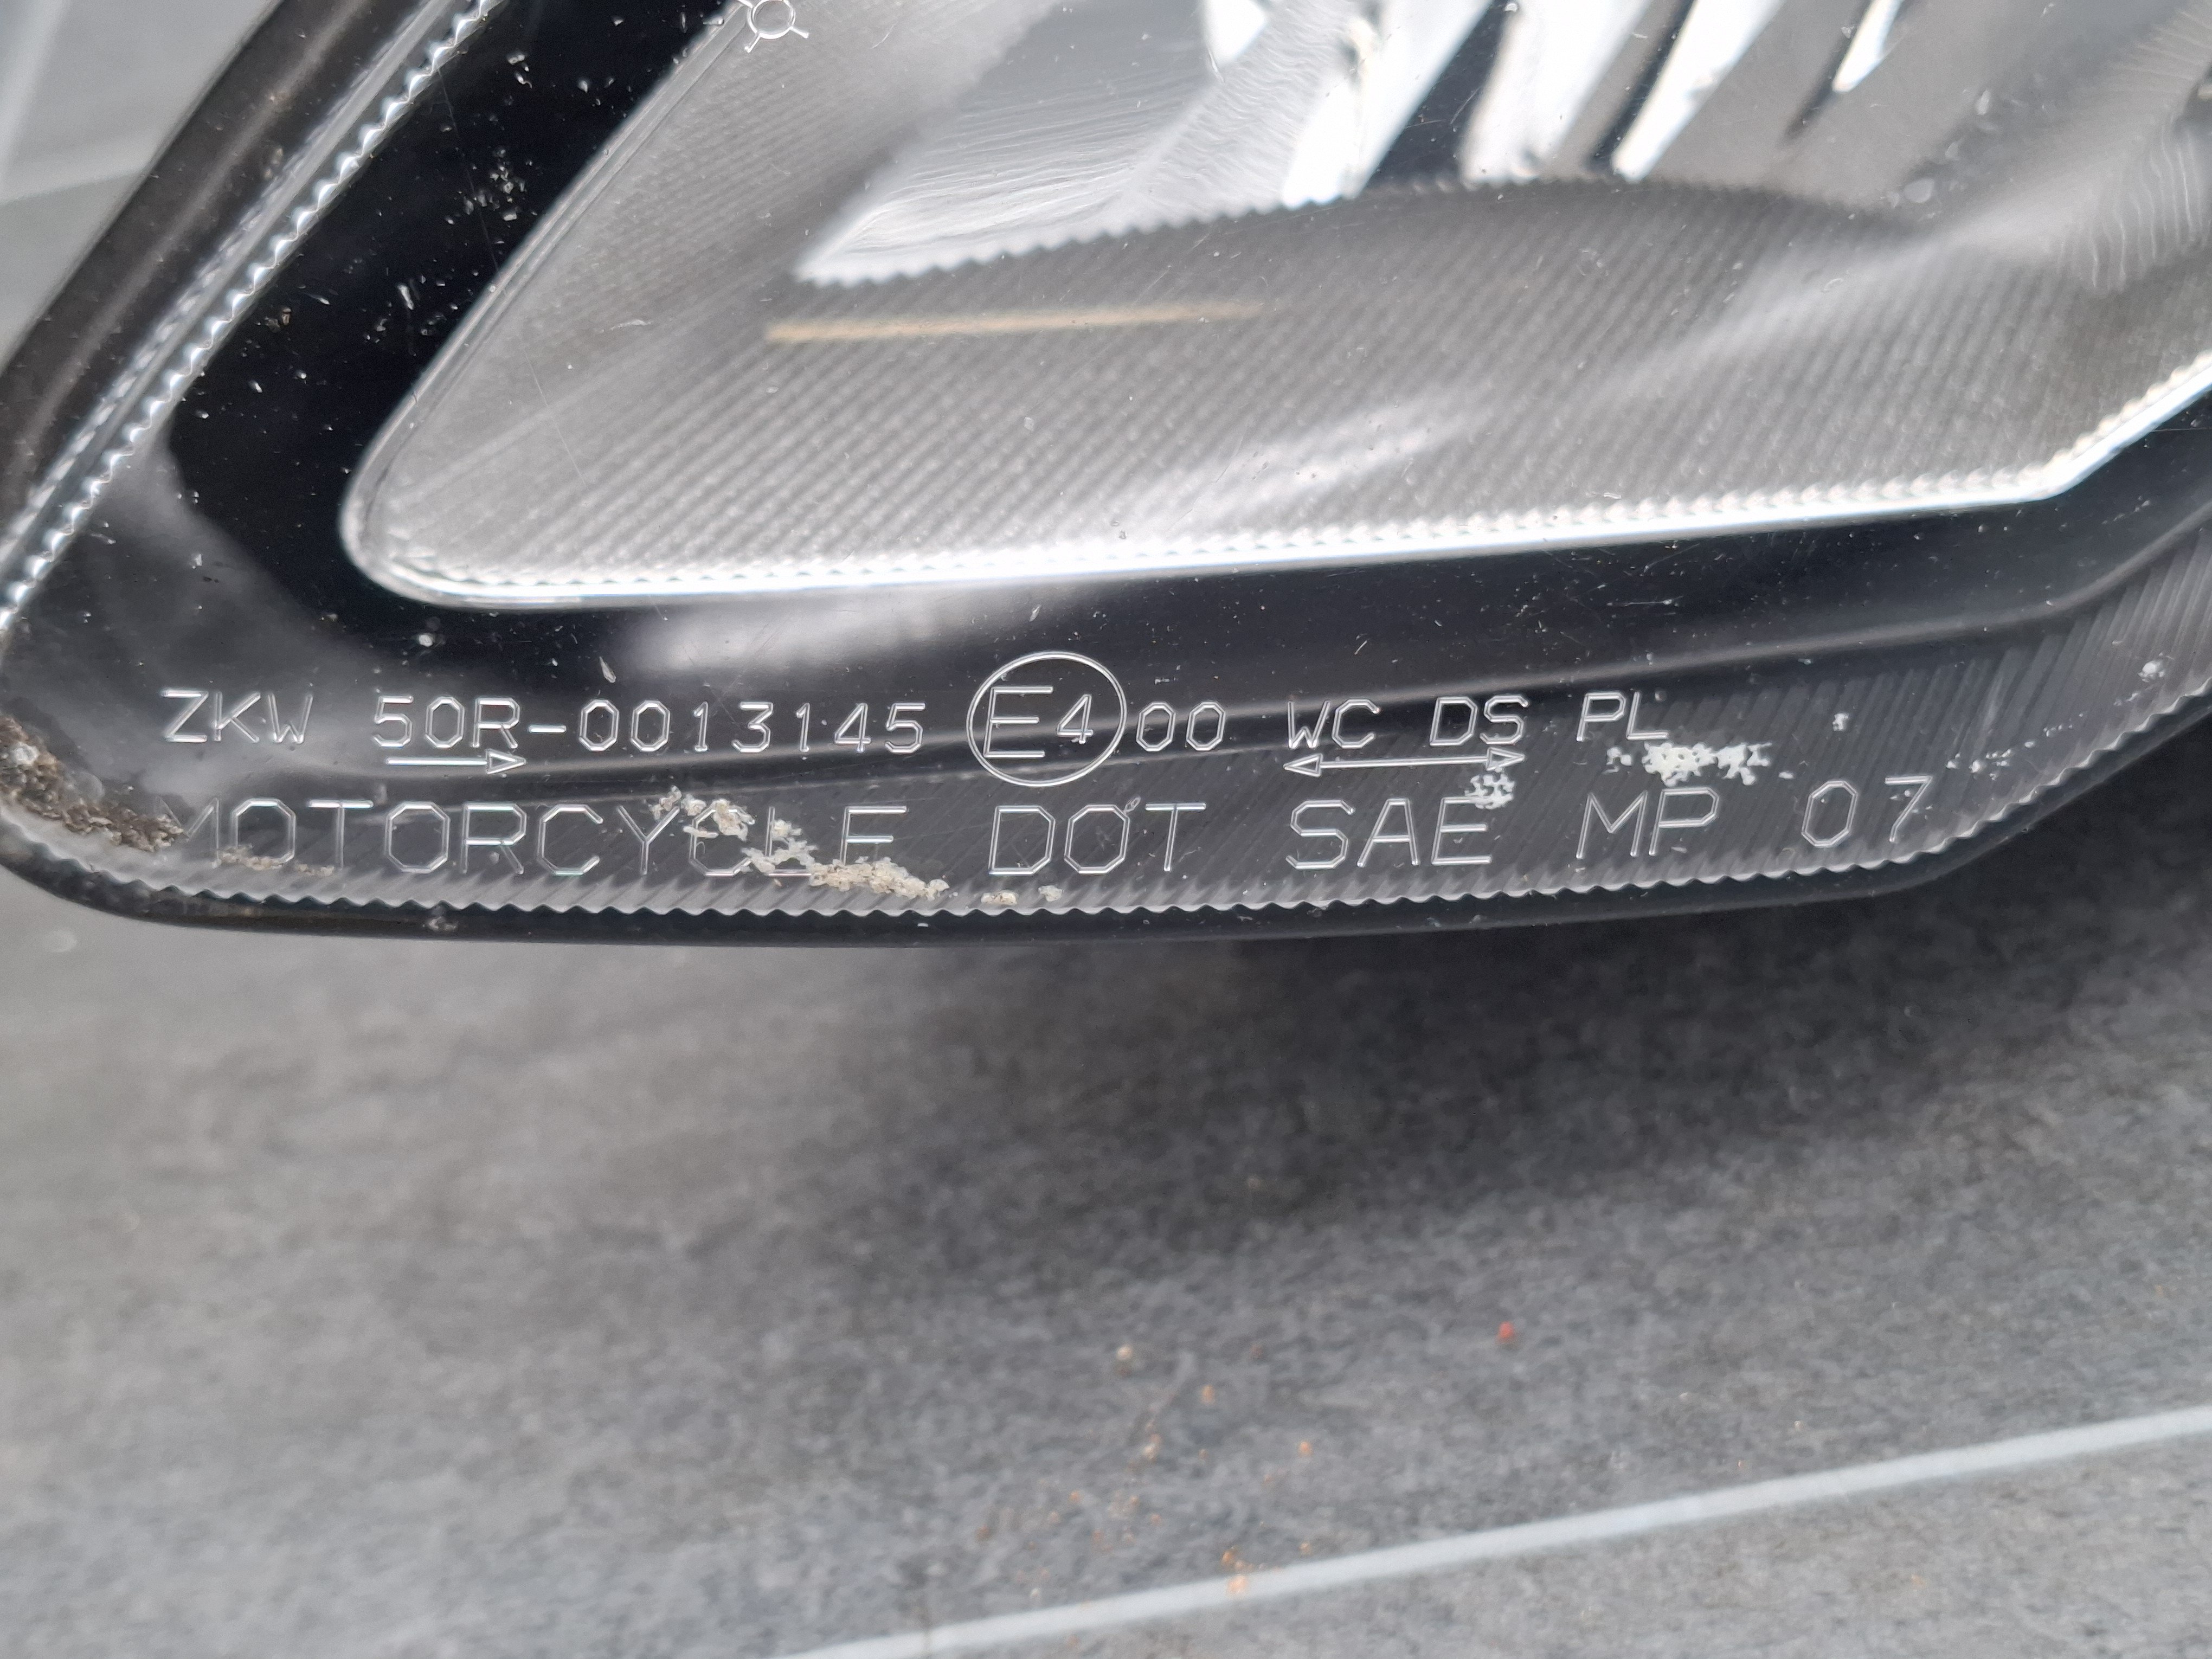 ZKW 50R-0013145 E4 00 WC DS PL
MOTORCYCLE DOT SAE MP 07